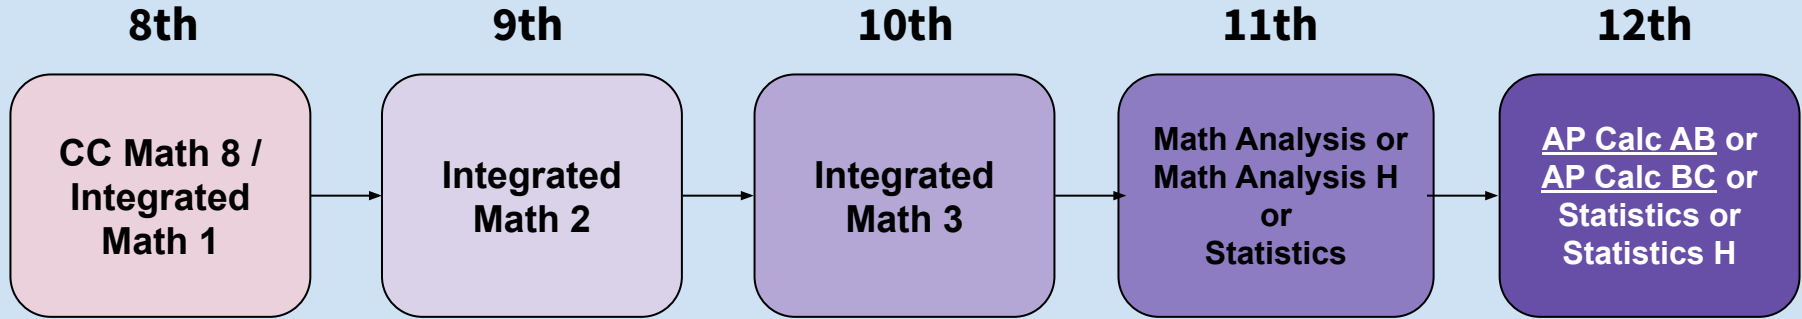 8th
9th
10th
11th
12th
CC Math 8 /
Integrated
Math 1
Integrated
Math 2
Integrated
Math 3
Math Analysis or
Math Analysis H
or
Statistics
AP Calc AB or
AP Calc BC or
Statistics or
Statistics H